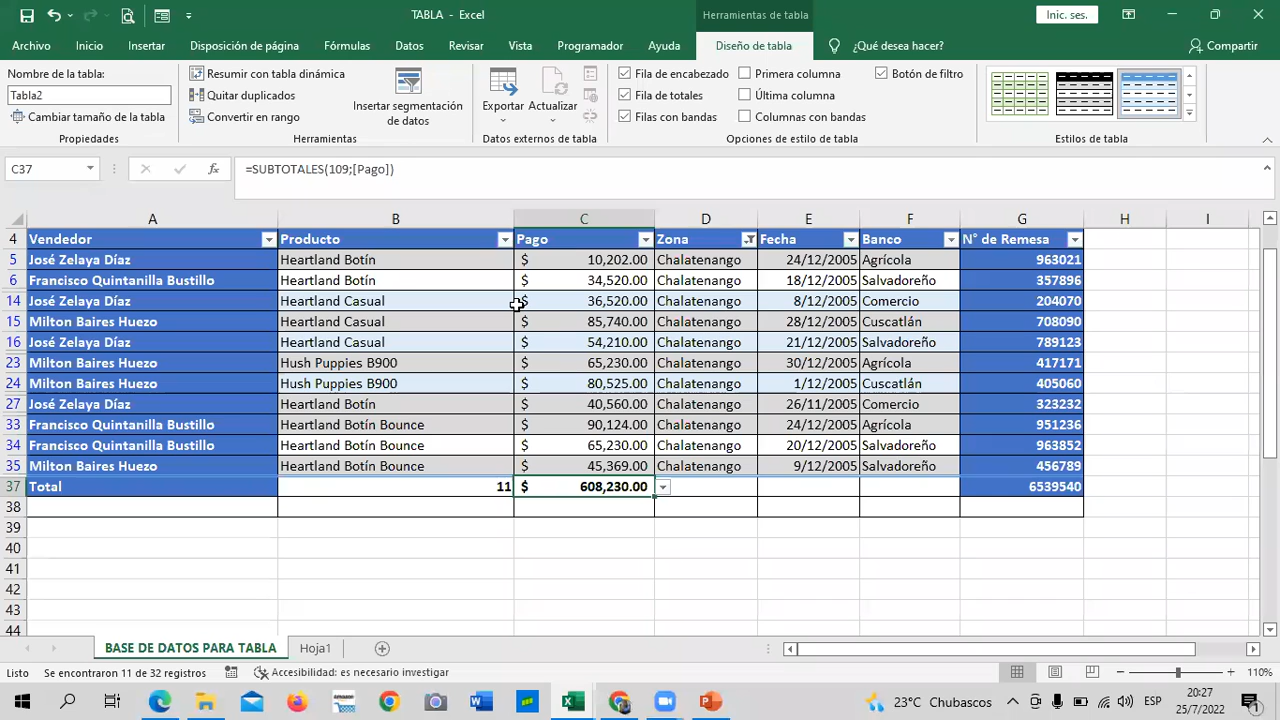 TABLA - Excel
Herramientas de tabla
Inic. ses.
Archivo Inicio Insertar Disposición de página Fórmulas Datos Revisar Vista Programador Ayuda Diseño de tabla ¿Qué desea hacer? Compartir
Nombre de la tabla:
Tabla2
Cambiar tamaño de la tabla
Propiedades
Resumir con tabla dinámica
Quitar duplicados
Convertir en rango
Insertar segmentación de datos
Herramientas
Exportar Actualizar
Datos externos de tabla
Fila de encabezado Primera columna Botón de filtro
Fila de totales Última columna
Filas con bandas Columnas con bandas
Opciones de estilo de tabla
Estilos de tabla
C37 fx =SUBTOTALES(109;[Pago])
A B C D E F G H I
4 Vendedor Producto Pago Zona Fecha Banco N° de Remesa
5 José Zelaya Díaz Heartland Botín $ 10,202.00 Chalatenango 24/12/2005 Agrícola 963021
6 Francisco Quintanilla Bustillo Heartland Botín $ 34,520.00 Chalatenango 18/12/2005 Salvadoreño 357896
14 José Zelaya Díaz Heartland Casual $ 36,520.00 Chalatenango 8/12/2005 Comercio 204070
15 Milton Baires Huezo Heartland Casual $ 85,740.00 Chalatenango 28/12/2005 Cuscatlán 708090
16 José Zelaya Díaz Heartland Casual $ 54,210.00 Chalatenango 21/12/2005 Salvadoreño 789123
23 Milton Baires Huezo Hush Puppies B900 $ 65,230.00 Chalatenango 30/12/2005 Agrícola 417171
24 Milton Baires Huezo Hush Puppies B900 $ 80,525.00 Chalatenango 1/12/2005 Cuscatlán 405060
27 José Zelaya Díaz Heartland Botín $ 40,560.00 Chalatenango 26/11/2005 Comercio 323232
33 Francisco Quintanilla Bustillo Heartland Botín Bounce $ 90,124.00 Chalatenango 24/12/2005 Agrícola 951236
34 Francisco Quintanilla Bustillo Heartland Botín Bounce $ 65,230.00 Chalatenango 20/12/2005 Salvadoreño 963852
35 Milton Baires Huezo Heartland Botín Bounce $ 45,369.00 Chalatenango 9/12/2005 Salvadoreño 456789
37 Total 11 $ 608,230.00 6539540
38
39
40
41
42
43
44
BASE DE DATOS PARA TABLA Hoja1
Listo Se encontraron 11 de 32 registros Accesibilidad: es necesario investigar 110%
23°C Chubascos ESP 20:27
25/7/2022